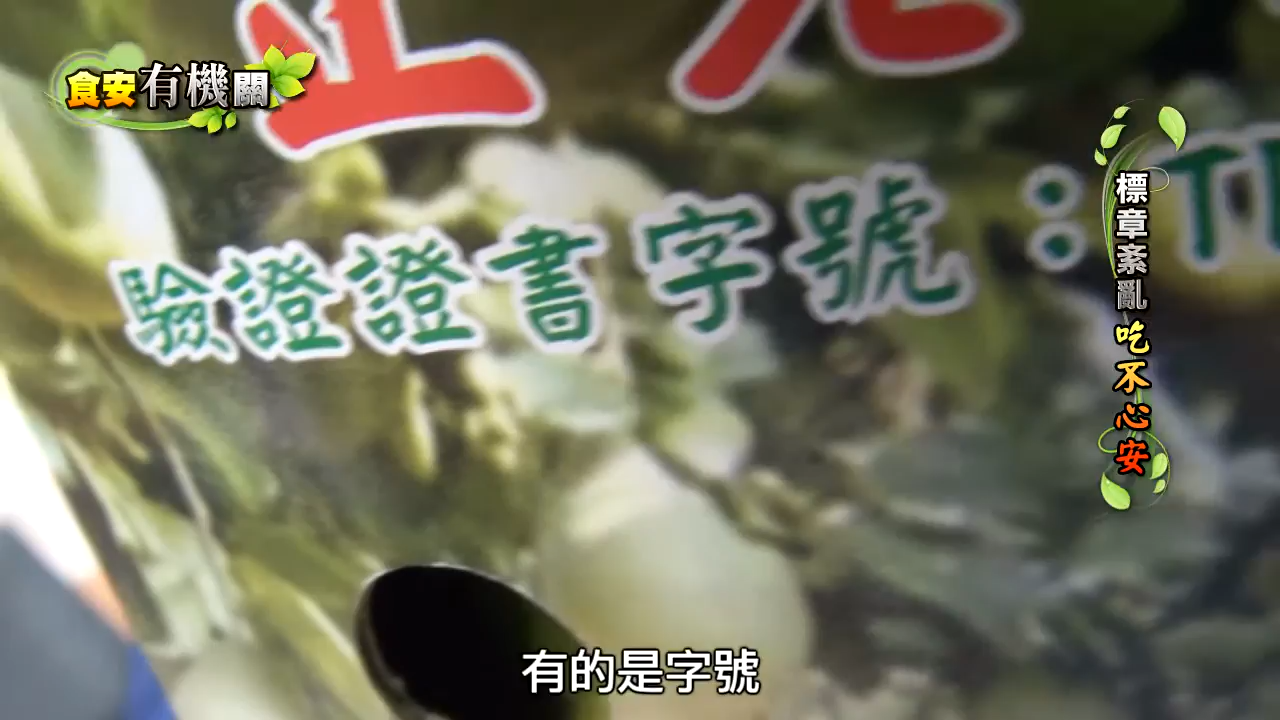 食安有機關
驗證證書字號：T
標章紊亂吃不心安
有的是字號